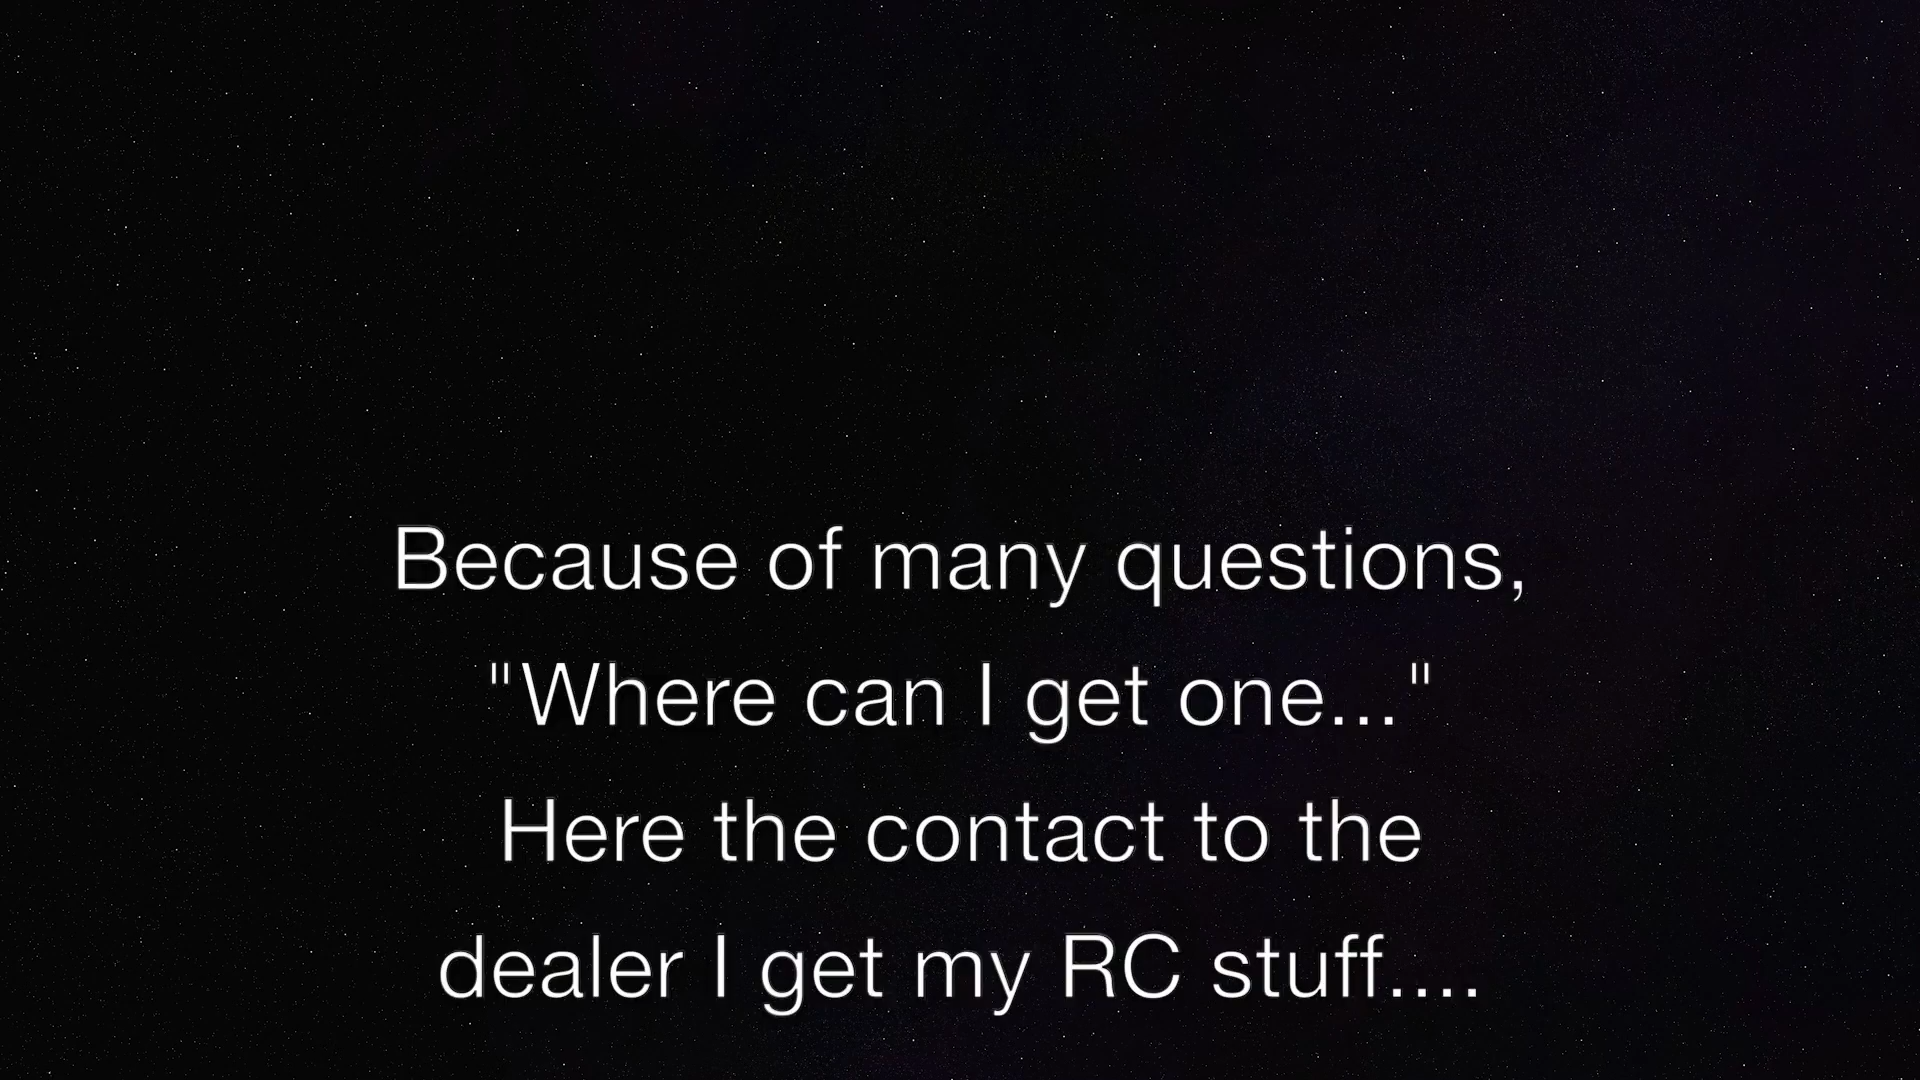 Because of many questions,
"Where can I get one..."
Here the contact to the
dealer I get my RC stuff....